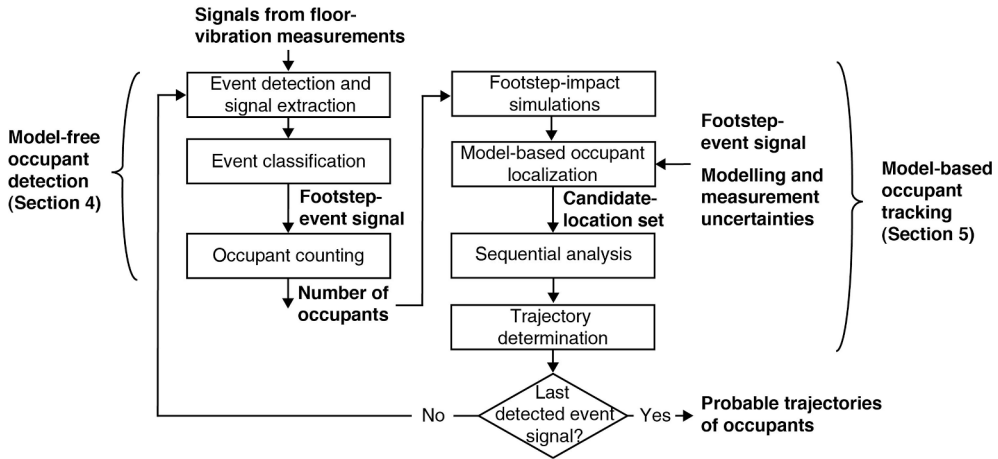 Signals from floor-
vibration measurements
Model-free
occupant
detection
(Section 4)
Event detection and
signal extraction
Event classification
Footstep-
event signal
Occupant counting
Number of
occupants
Footstep-impact
simulations
Model-based occupant
localization
Candidate-
location set
Sequential analysis
Trajectory
determination
Last
detected event
signal?
No
Yes
Probable trajectories
of occupants
Footstep-
event signal
Modelling and
measurement
uncertainties
Model-based
occupant
tracking
(Section 5)